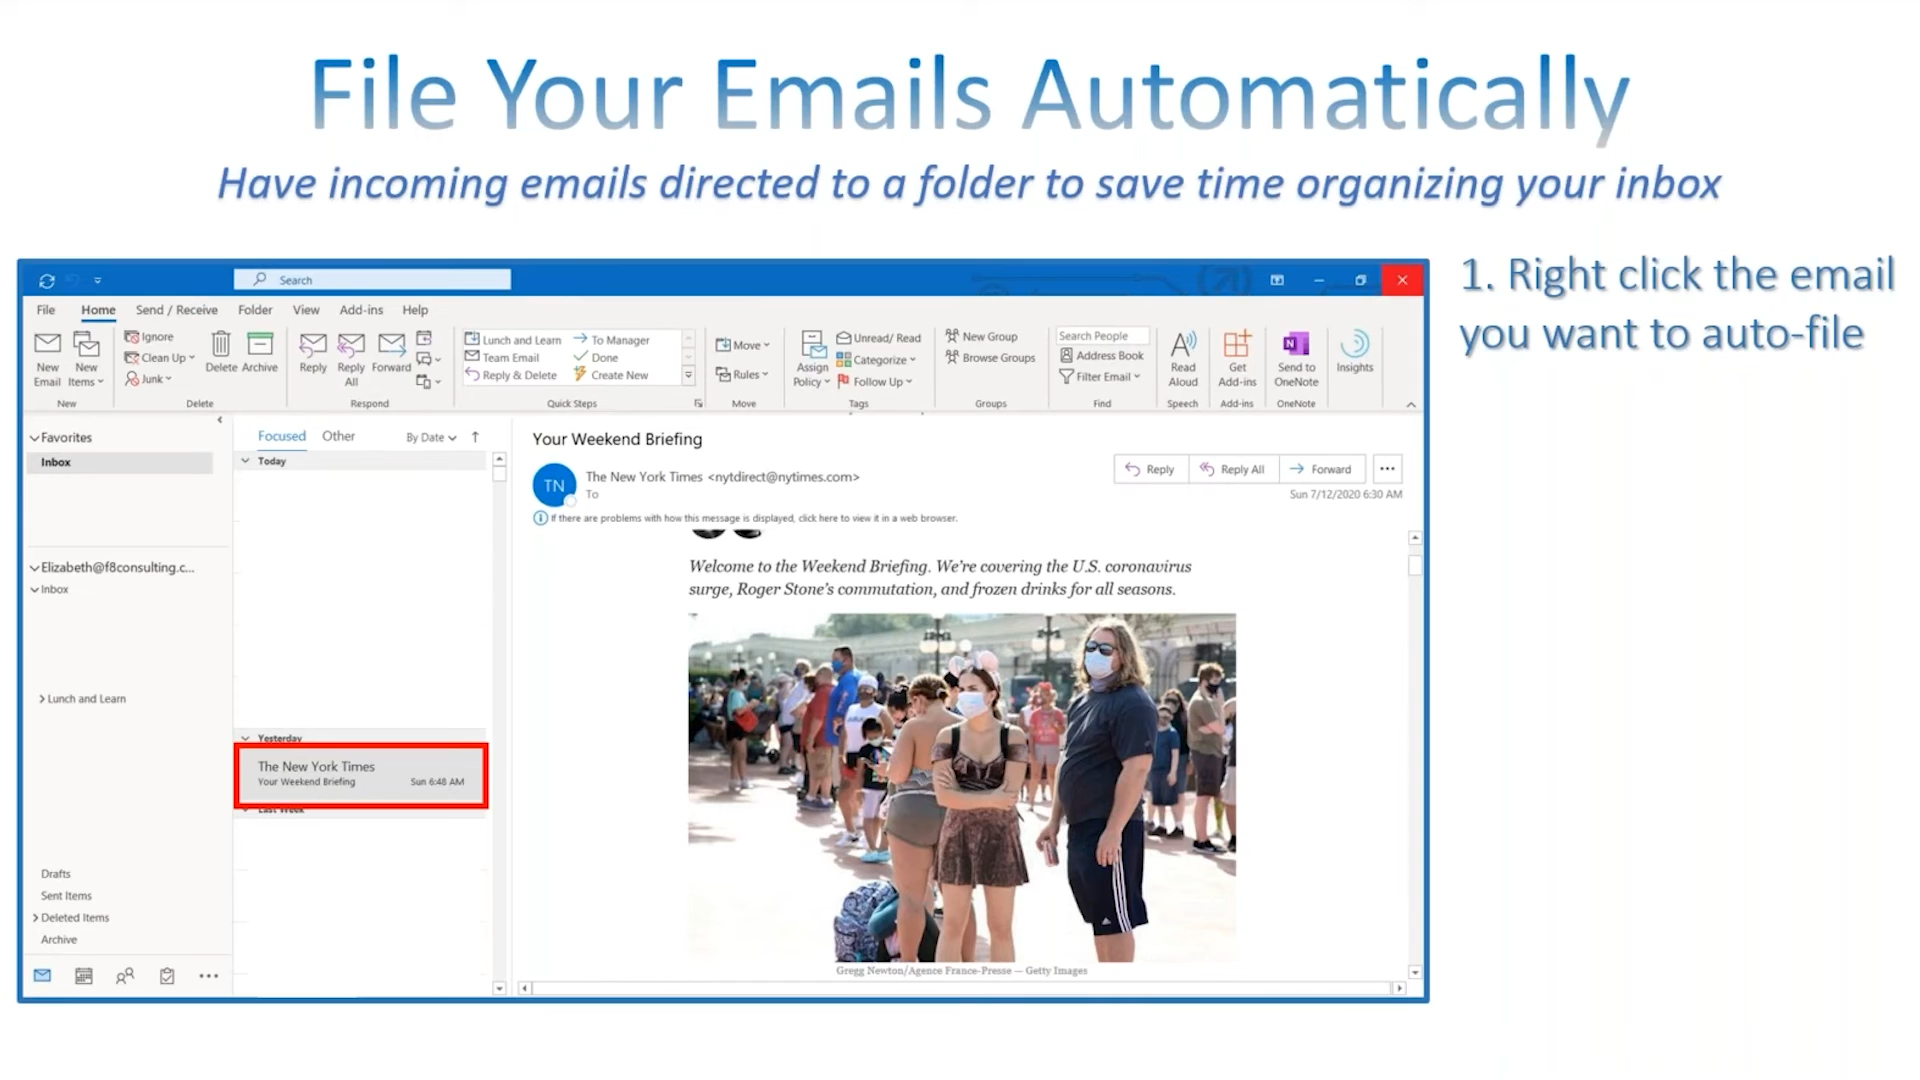 File Your Emails Automatically
Have incoming emails directed to a folder to save time organizing your inbox
1. Right click the email
you want to auto-file
Search
File Home Send / Receive Folder View Add-ins Help
New Email
New Items
New
Ignore
Clean Up
Junk
Delete
Archive
Delete
Reply
Reply All
Forward
Respond
Lunch and Learn
Team Email
Reply & Delete
To Manager
Done
Create New
Quick Steps
Move
Rules
Move
Assign Policy
Unread/ Read
Categorize
Follow Up
Tags
New Group
Browse Groups
Groups
Search People
Address Book
Filter Email
Find
Read Aloud
Speech
Get Add-ins
Add-ins
Send to OneNote
OneNote
Insights
Favorites
Inbox
Elizabeth@f8consulting.c...
Inbox
Lunch and Learn
Drafts
Sent Items
Deleted Items
Archive
Focused Other By Date
Today
Yesterday
The New York Times
Your Weekend Briefing Sun 6:48 AM
Last Week
Your Weekend Briefing
TN
The New York Times <nytdirect@nytimes.com>
To
Reply Reply All Forward
Sun 7/12/2020 6:30 AM
If there are problems with how this message is displayed, click here to view it in a web browser.
Welcome to the Weekend Briefing. We’re covering the U.S. coronavirus
surge, Roger Stone’s commutation, and frozen drinks for all seasons.
Gregg Newton/Agence France-Presse — Getty Images